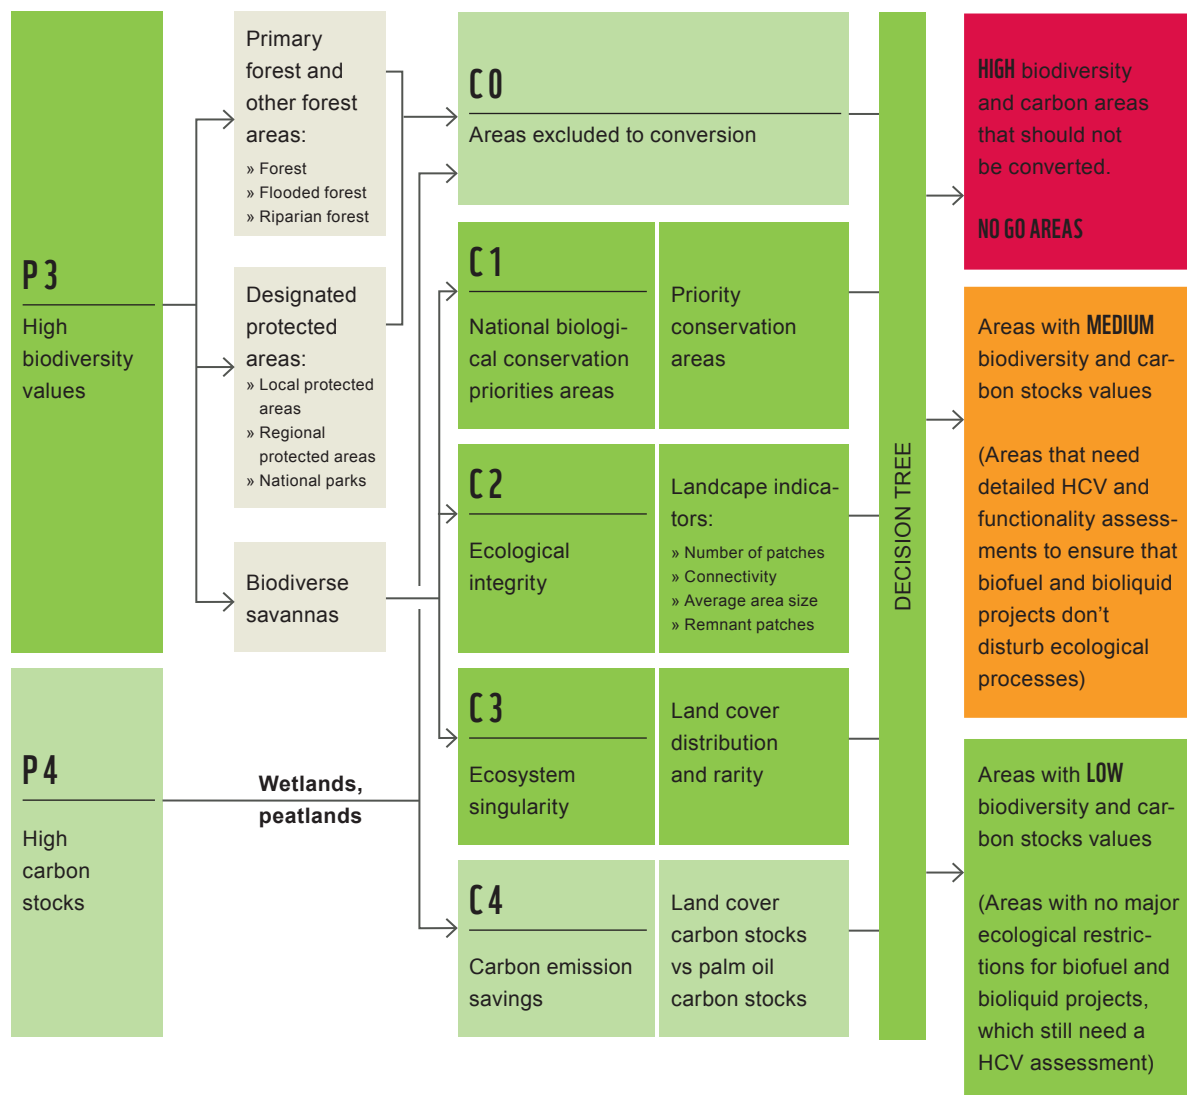 P3
High
biodiversity
values
P4
High
carbon
stocks
Primary
forest and
other forest
areas:
» Forest
» Flooded forest
» Riparian forest
Designated
protected
areas:
» Local protected
areas
» Regional
protected areas
» National parks
Biodiverse
savannas
Wetlands,
peatlands
C0
Areas excluded to conversion
C1
National biologi-
cal conservation
priorities areas
Priority
conservation
areas
C2
Ecological
integrity
Landcape indica-
tors:
» Number of patches
» Connectivity
» Average area size
» Remnant patches
C3
Ecosystem
singularity
Land cover
distribution
and rarity
C4
Carbon emission
savings
Land cover
carbon stocks
vs palm oil
carbon stocks
DECISION TREE
HIGH biodiversity
and carbon areas
that should not
be converted.
NO GO AREAS
Areas with MEDIUM
biodiversity and car-
bon stocks values
(Areas that need
detailed HCV and
functionality assess-
ments to ensure that
biofuel and bioliquid
projects don't
disturb ecological
processes)
Areas with LOW
biodiversity and car-
bon stocks values
(Areas with no major
ecological restric-
tions for biofuel and
bioliquid projects,
which still need a
HCV assessment)